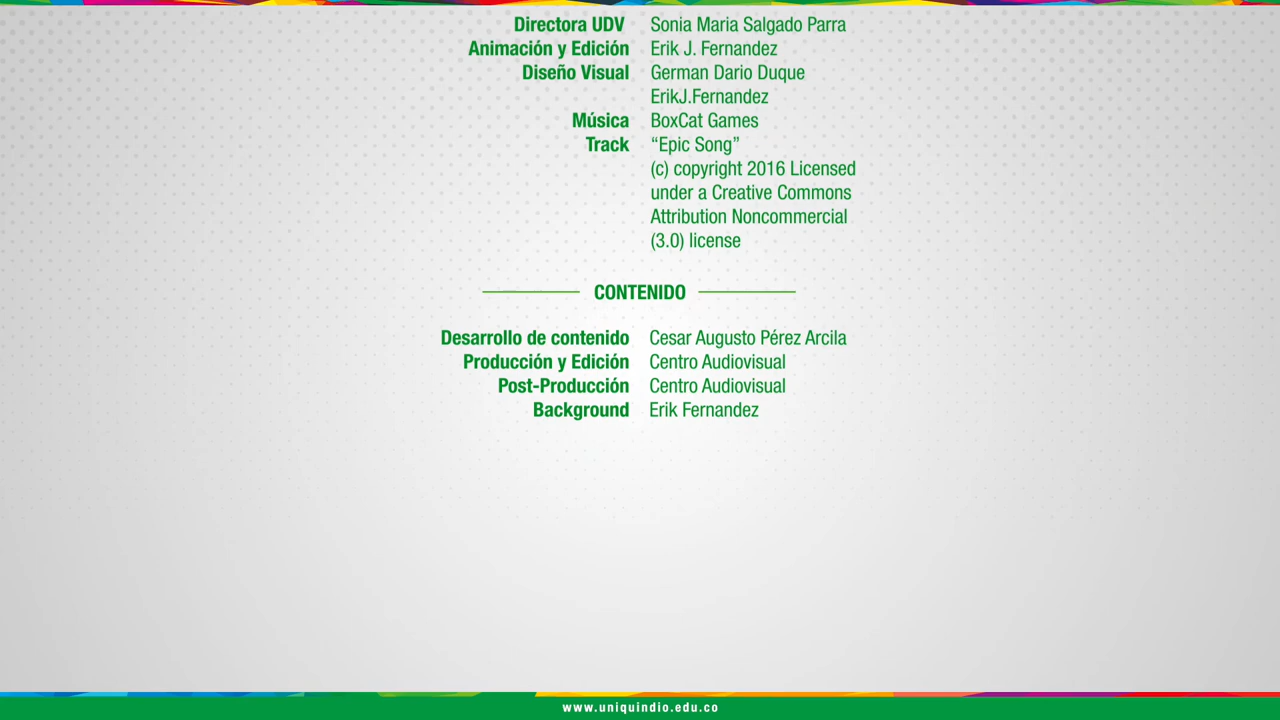 Directora UDV Sonia Maria Salgado Parra
Animación y Edición Erik J. Fernandez
Diseño Visual German Dario Duque
ErikJ.Fernandez
Música BoxCat Games
Track “Epic Song”
(c) copyright 2016 Licensed
under a Creative Commons
Attribution Noncommercial
(3.0) license
CONTENIDO
Desarrollo de contenido Cesar Augusto Pérez Arcila
Producción y Edición Centro Audiovisual
Post-Producción Centro Audiovisual
Background Erik Fernandez
www.uniquindio.edu.co